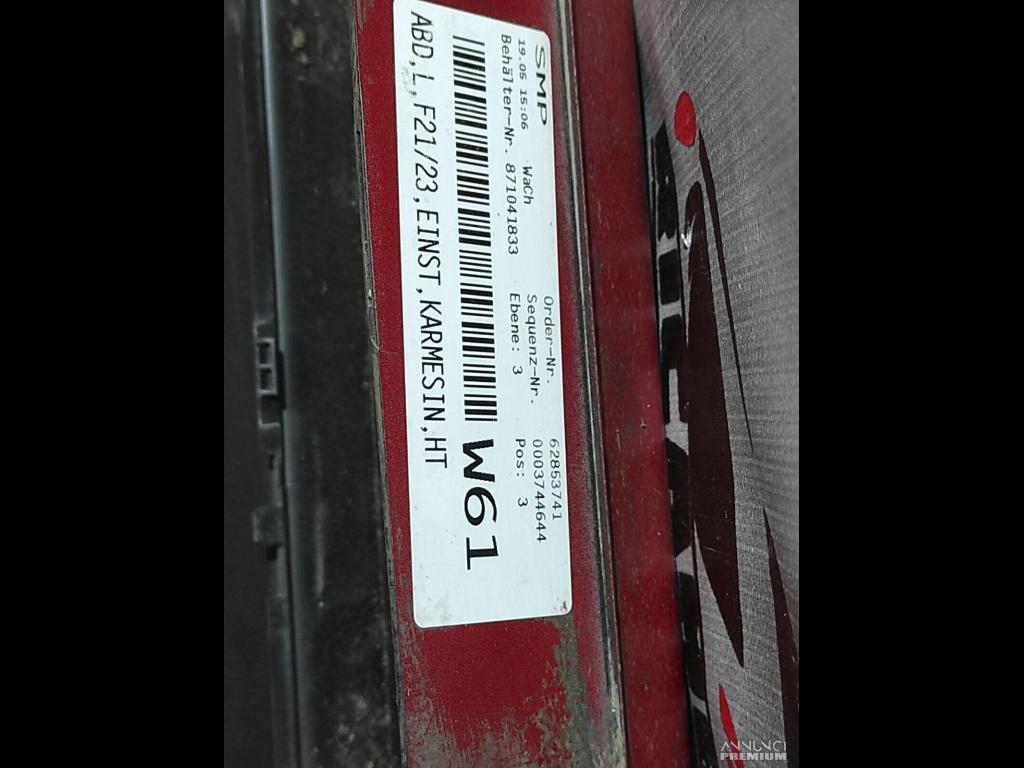 SMP
19.05 15:06 WaCh Order-Nr. 62853741
Sequenz-Nr. 0003744644
Behälter-Nr. 871041833 Ebene: 3 Pos: 3
W61
ABD,L,F21/23,EINST,KARMESIN,HT
ANNUNCI
PREMIUM